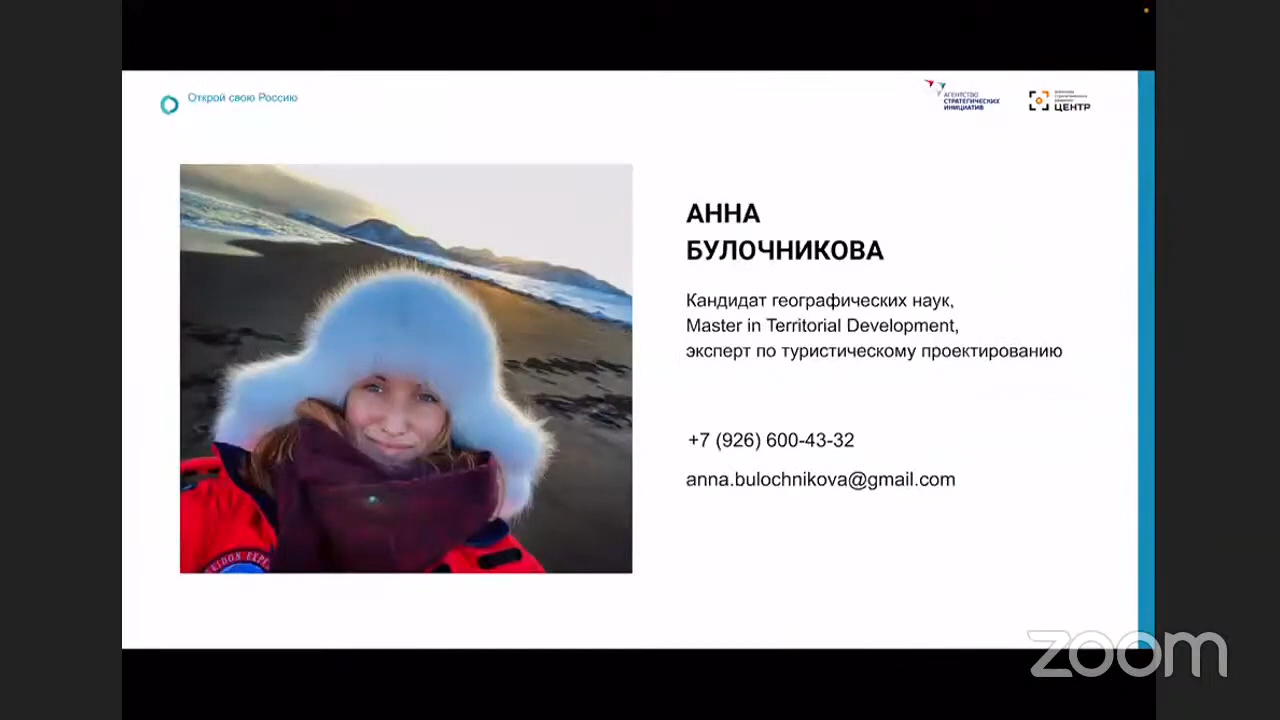 Открой свою Россию
АГЕНТСТВО
СТРАТЕГИЧЕСКИХ
ИНИЦИАТИВ
ЦЕНТР
АННА
БУЛОЧНИКОВА
Кандидат географических наук,
Master in Territorial Development,
эксперт по туристическому проектированию
+7 (926) 600-43-32
anna.bulochnikova@gmail.com
zoom